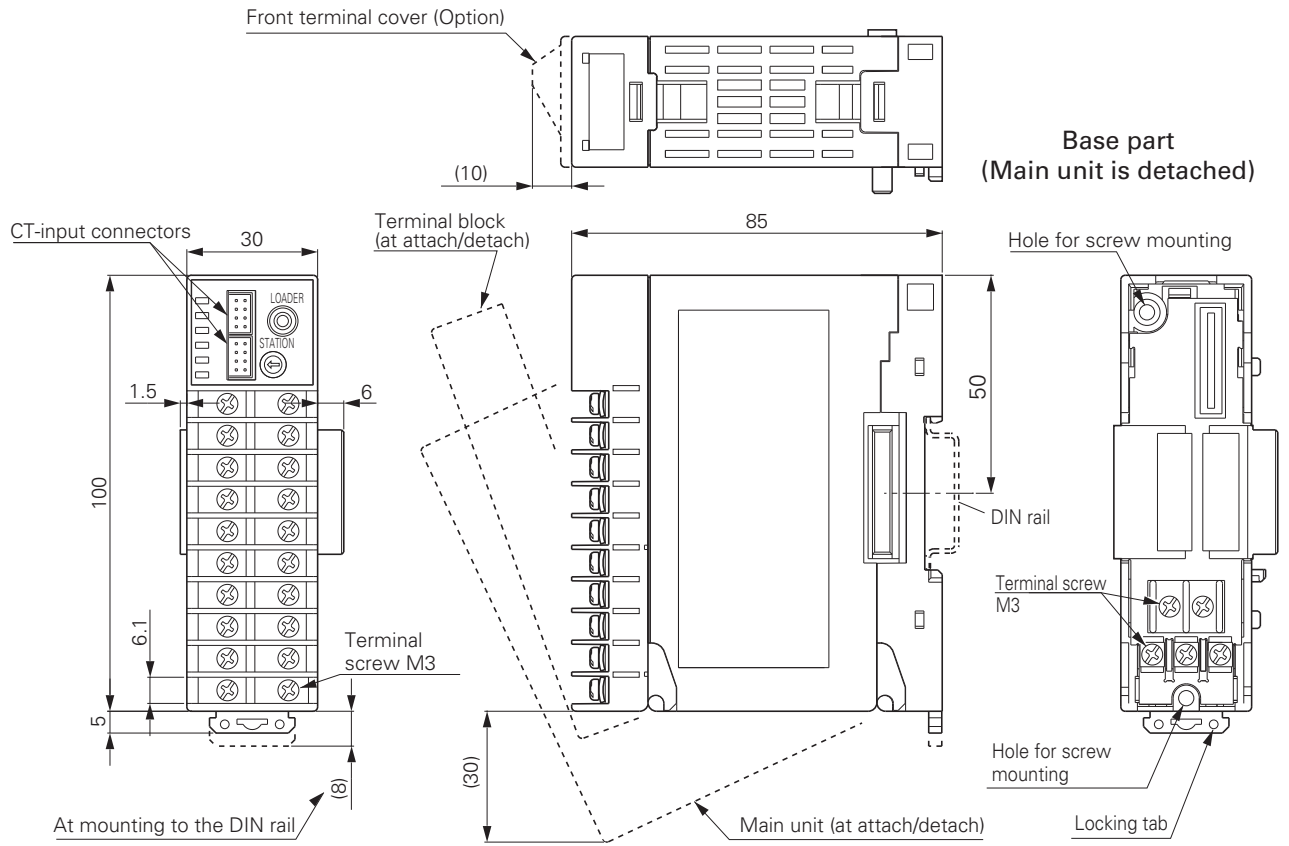 Front terminal cover (Option)
(10)
Base part
(Main unit is detached)
CT-input connectors
30
Terminal block
(at attach/detach)
85
Hole for screw mounting
LOADER
STATION
1.5
6
50
100
DIN rail
Terminal screw
M3
6.1
Terminal
screw M3
5
(8)
(30)
Hole for screw
mounting
At mounting to the DIN rail
Main unit (at attach/detach)
Locking tab